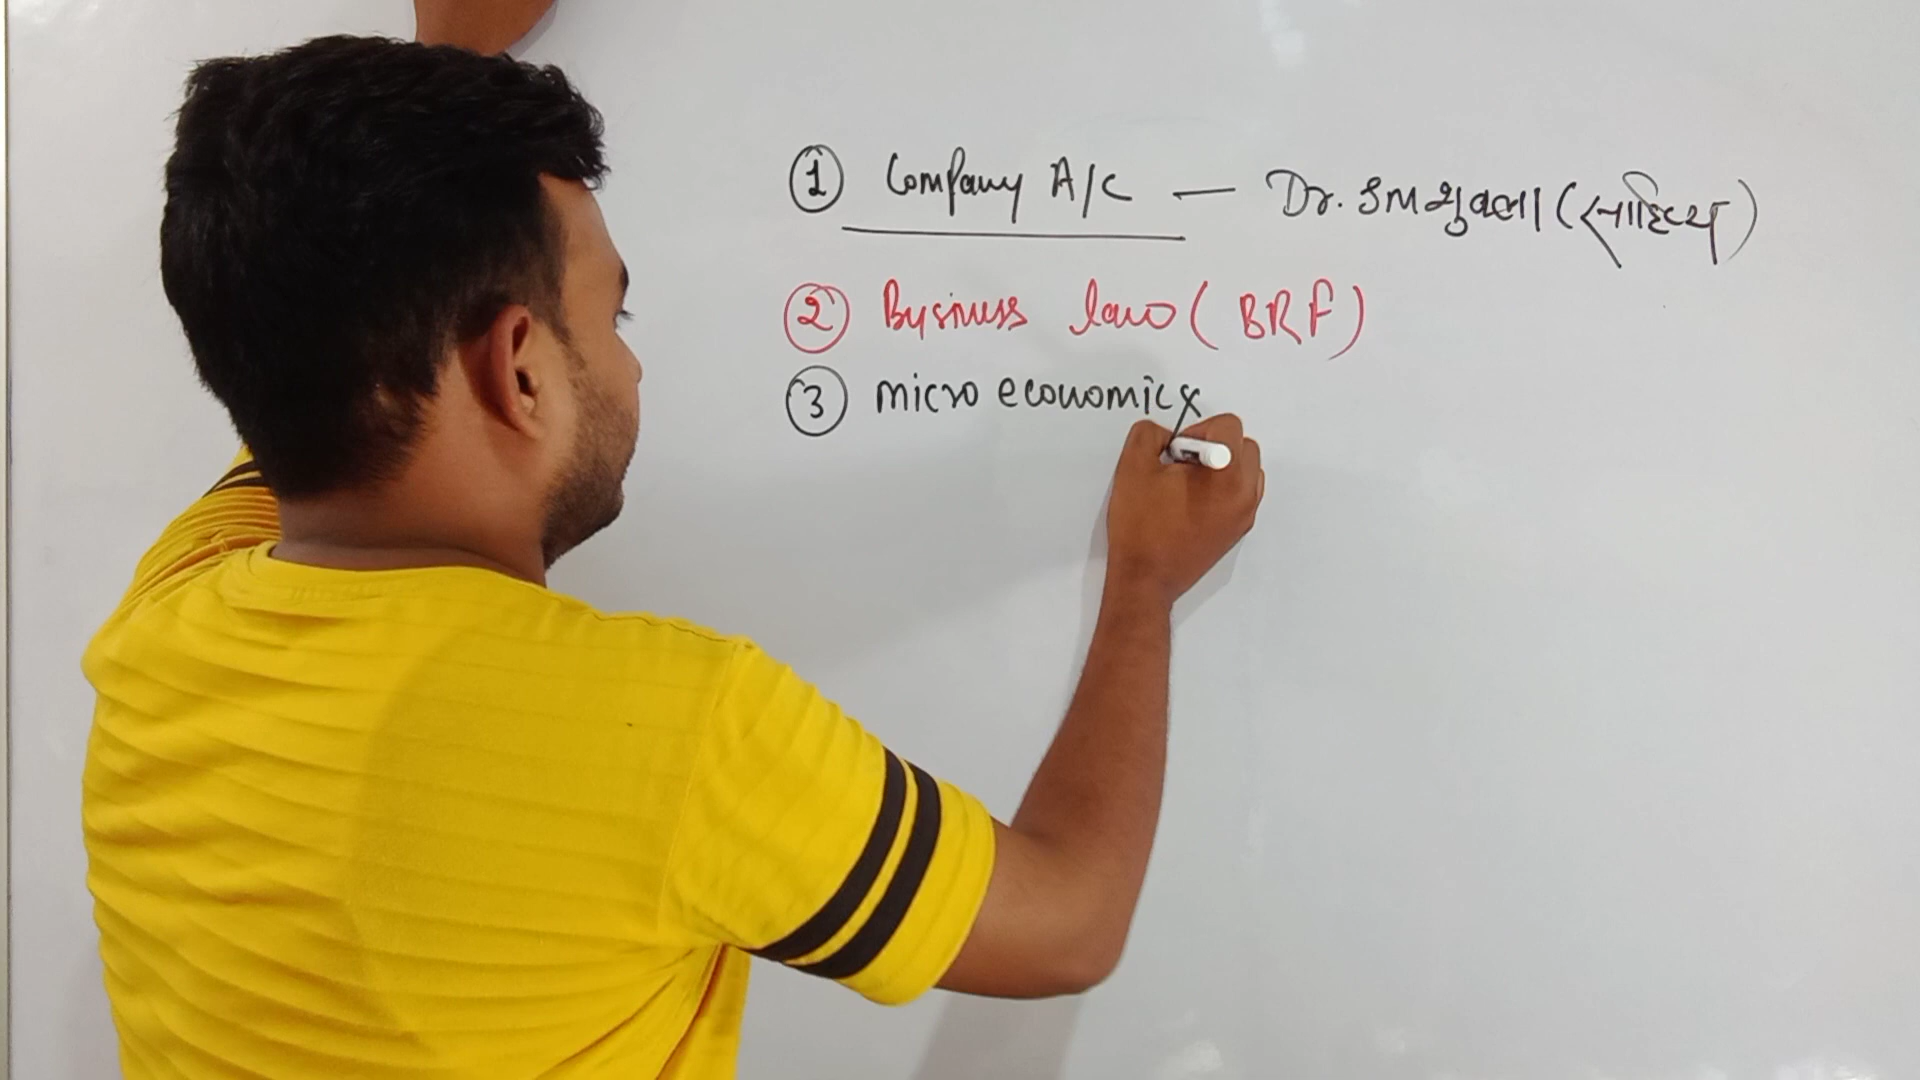 ① Company A/C — Dr. SM शुक्ला (साहित्य)
② Business law ( BRF )
③ micro economics